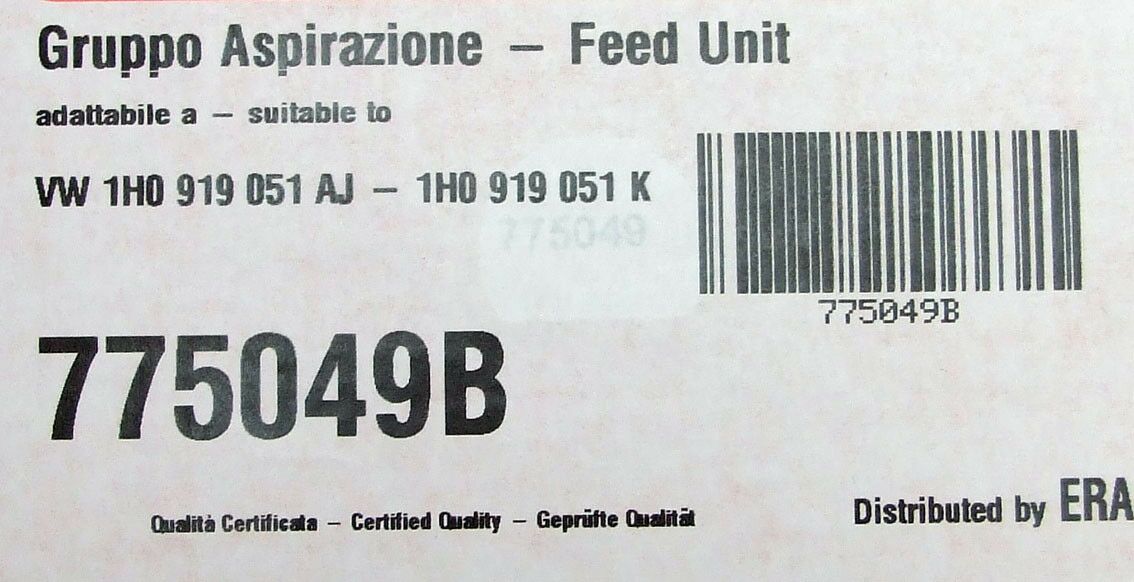 Gruppo Aspirazione – Feed Unit
adattabile a – suitable to
VW 1H0 919 051 AJ – 1H0 919 051 K
775049
775049B
775049B
Qualità Certificata – Certified Quality – Geprüfte Qualität
Distributed by ERA